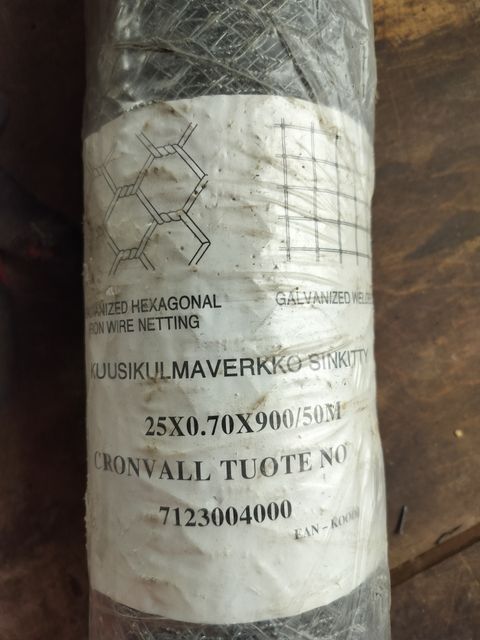 GALVANIZED HEXAGONAL
IRON WIRE NETTING
GALVANIZED WELDED
KUUSIKULMAVERKKO SINKITTY
25X0.70X900/50M
CRONVALL TUOTE NO
7123004000
EAN-KOODI